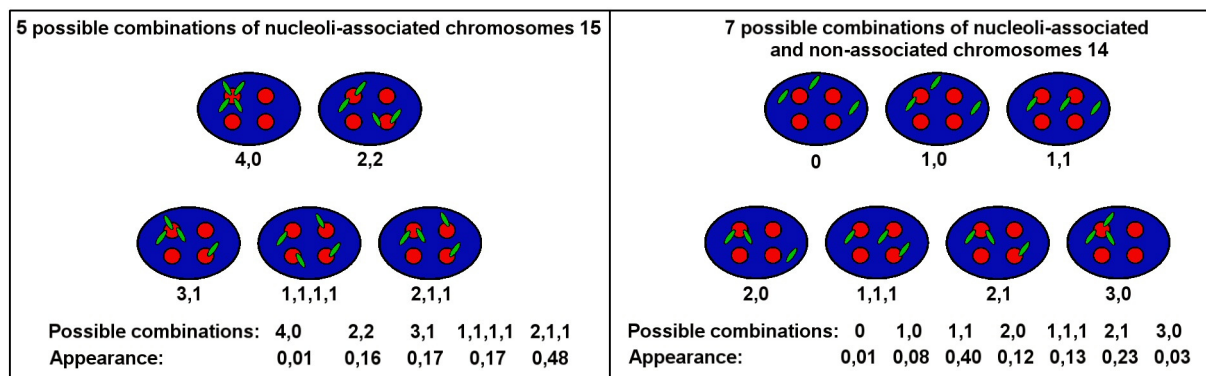 5 possible combinations of nucleoli-associated chromosomes 15
4,0 2,2
3,1 1,1,1,1 2,1,1
Possible combinations: 4,0 2,2 3,1 1,1,1,1 2,1,1
Appearance: 0,01 0,16 0,17 0,17 0,48
7 possible combinations of nucleoli-associated
and non-associated chromosomes 14
0 1,0 1,1
2,0 1,1,1 2,1 3,0
Possible combinations: 0 1,0 1,1 2,0 1,1,1 2,1 3,0
Appearance: 0,01 0,08 0,40 0,12 0,13 0,23 0,03